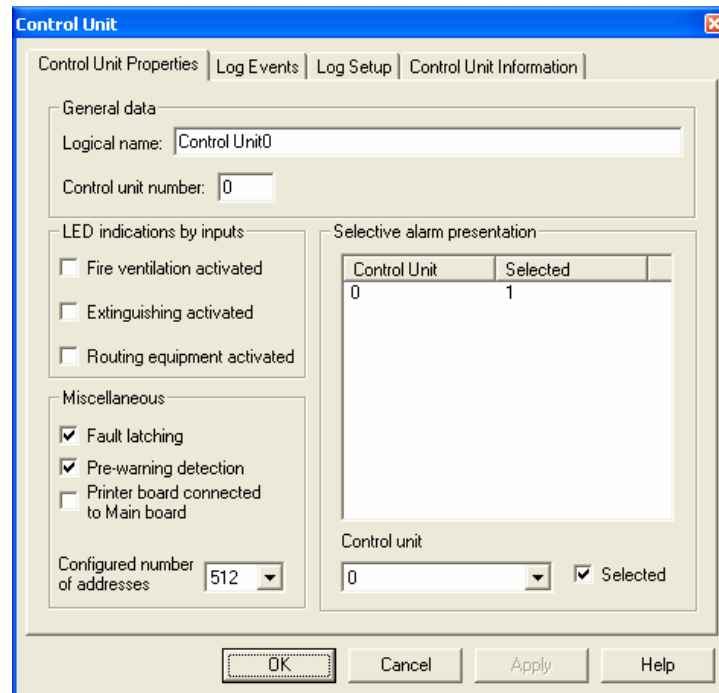 Control Unit
Control Unit Properties
Log Events
Log Setup
Control Unit Information
General data
Logical name: Control Unit0
Control unit number: 0
LED indications by inputs
Fire ventilation activated
Extinguishing activated
Routing equipment activated
Miscellaneous
Fault latching
Pre-warning detection
Printer board connected
to Main board
Configured number
of addresses
512
Selective alarm presentation
Control Unit Selected
0 1
Control unit
0
Selected
OK Cancel Apply Help